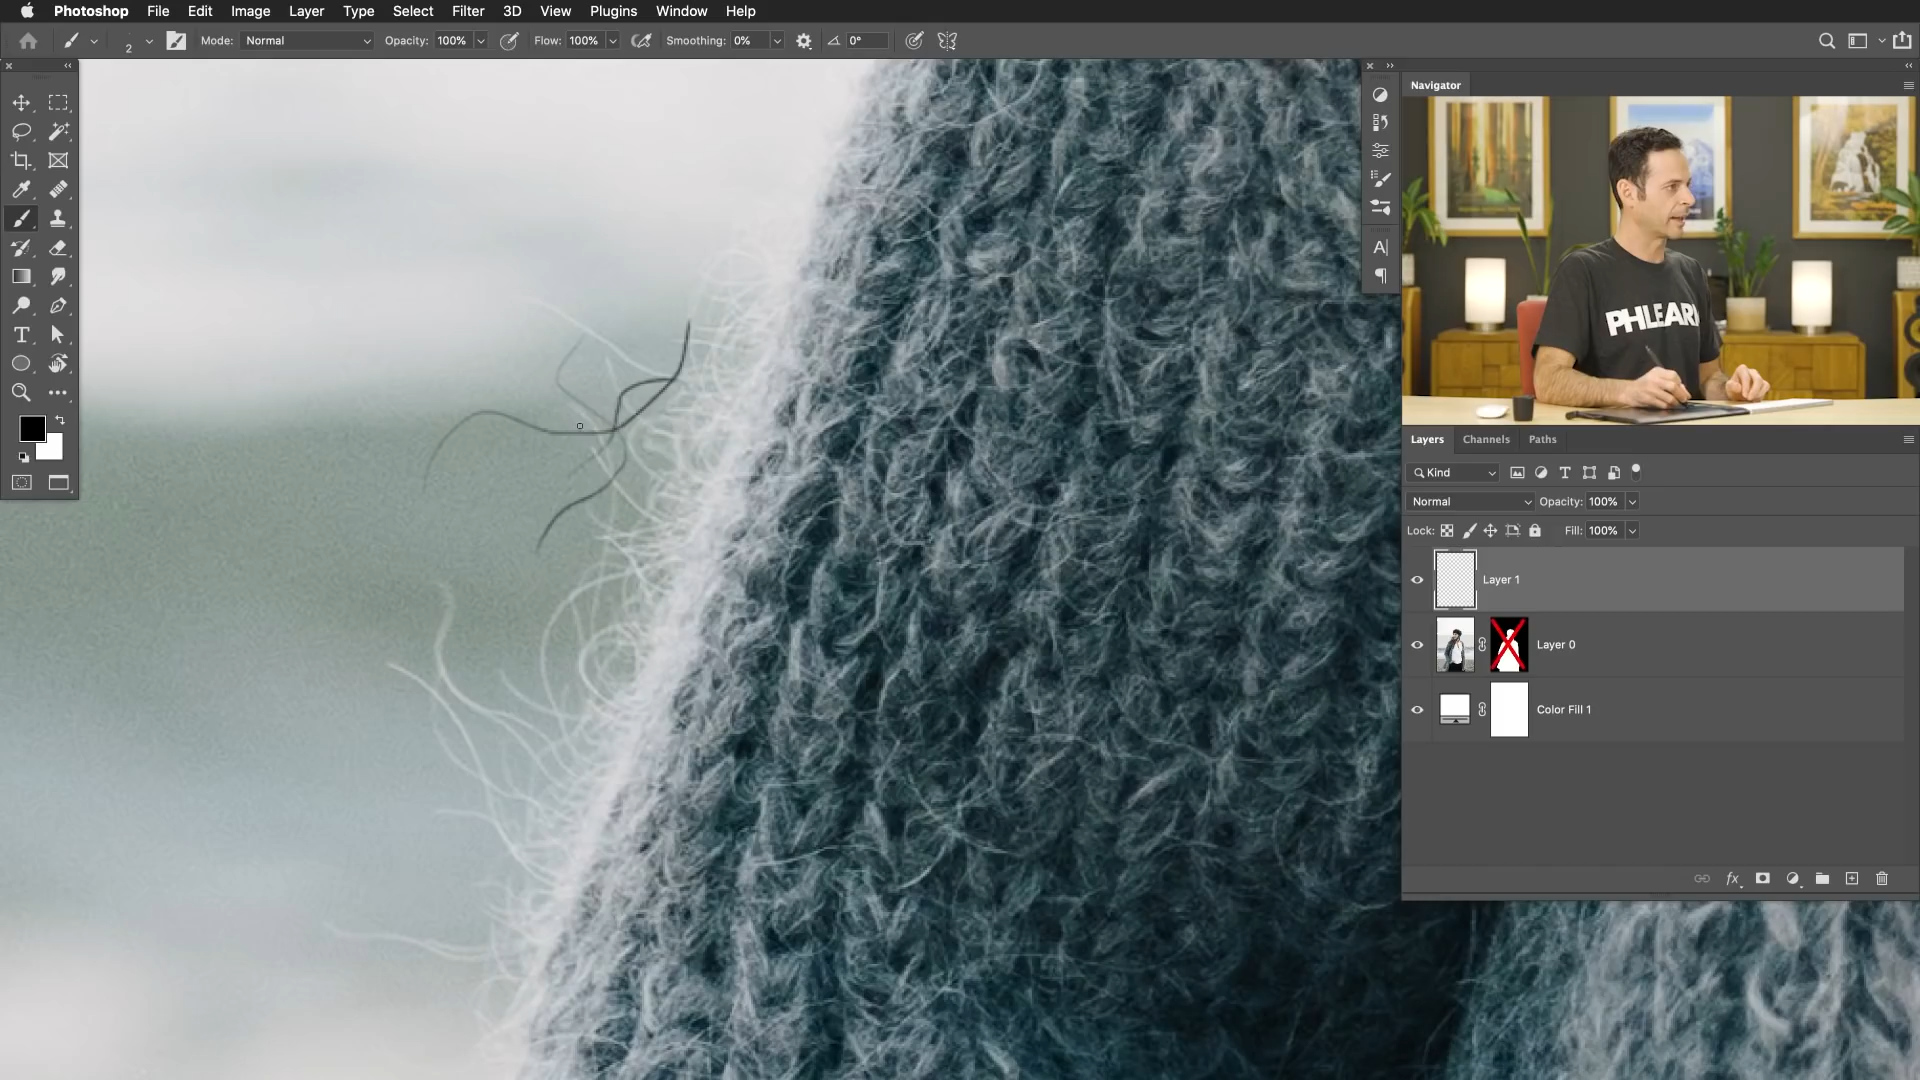 Photoshop File Edit Image Layer Type Select Filter 3D View Plugins Window Help
2 Mode: Normal Opacity: 100% Flow: 100% Smoothing: 0% 0°
Navigator
PHLEARN
Layers Channels Paths
Kind
Normal Opacity: 100%
Lock: Fill: 100%
Layer 1
Layer 0
Color Fill 1
fx